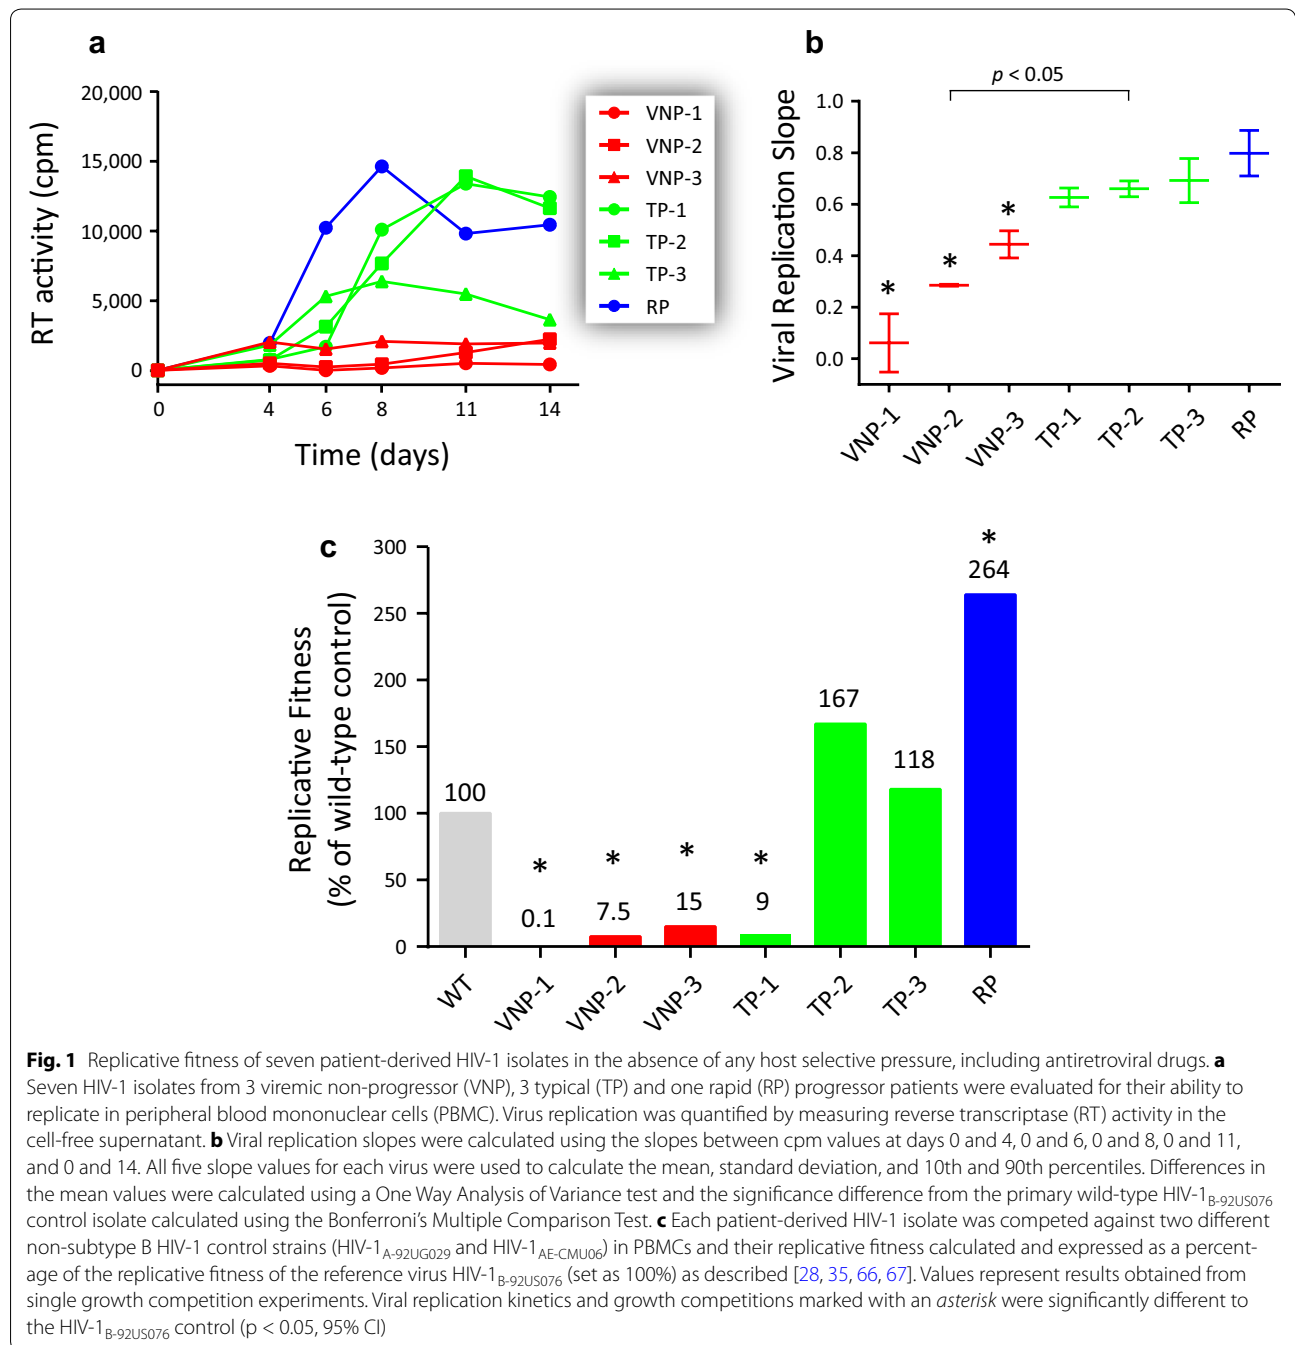 a
20,000
15,000
10,000
5,000
0
RT activity (cpm)
0 4 6 8 11 14
Time (days)
VNP-1
VNP-2
VNP-3
TP-1
TP-2
TP-3
RP
b
p < 0.05
1.0
0.8
0.6
0.4
0.2
0.0
Viral Replication Slope
* * *
VNP-1 VNP-2 VNP-3 TP-1 TP-2 TP-3 RP
c
300
250
200
150
100
50
0
Replicative Fitness
(% of wild-type control)
* * * * *
100 0.1 7.5 15 9 167 118 264
WT VNP-1 VNP-2 VNP-3 TP-1 TP-2 TP-3 RP
Fig. 1 Replicative fitness of seven patient-derived HIV-1 isolates in the absence of any host selective pressure, including antiretroviral drugs. a
Seven HIV-1 isolates from 3 viremic non-progressor (VNP), 3 typical (TP) and one rapid (RP) progressor patients were evaluated for their ability to
replicate in peripheral blood mononuclear cells (PBMC). Virus replication was quantified by measuring reverse transcriptase (RT) activity in the
cell-free supernatant. b Viral replication slopes were calculated using the slopes between cpm values at days 0 and 4, 0 and 6, 0 and 8, 0 and 11,
and 0 and 14. All five slope values for each virus were used to calculate the mean, standard deviation, and 10th and 90th percentiles. Differences in
the mean values were calculated using a One Way Analysis of Variance test and the significance difference from the primary wild-type HIV-1B-92US076
control isolate calculated using the Bonferroni's Multiple Comparison Test. c Each patient-derived HIV-1 isolate was competed against two different
non-subtype B HIV-1 control strains (HIV-1A-92UG029 and HIV-1AE-CMU06) in PBMCs and their replicative fitness calculated and expressed as a percent-
age of the replicative fitness of the reference virus HIV-1B-92US076 (set as 100%) as described [28, 35, 66, 67]. Values represent results obtained from
single growth competition experiments. Viral replication kinetics and growth competitions marked with an asterisk were significantly different to
the HIV-1B-92US076 control (p < 0.05, 95% CI)